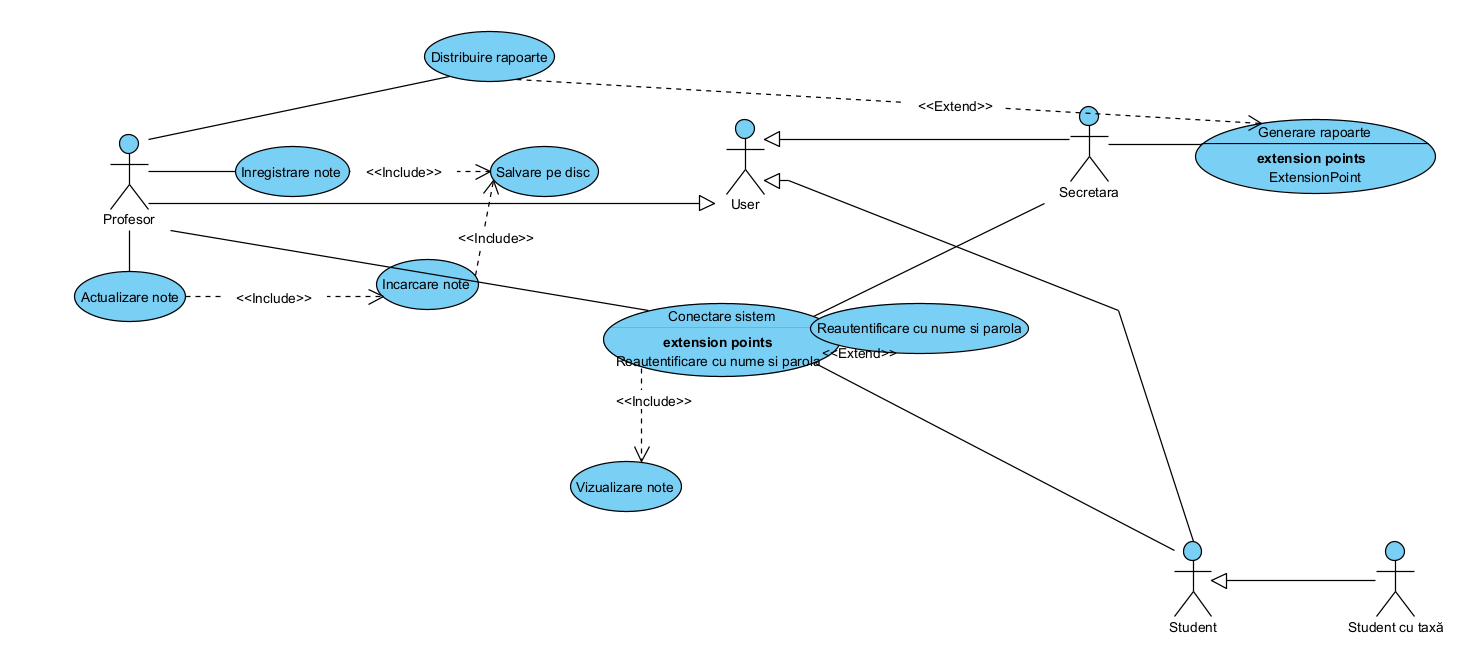 Distribuire rapoarte
<<Extend>>
Generare rapoarte
extension points
ExtensionPoint
Inregistrare note
<<Include>>
Salvare pe disc
User
Secretara
Profesor
<<Include>>
Incarcare note
Actualizare note
<<Include>>
Conectare sistem
extension points
Reautentificare cu nume si parola
Reautentificare cu nume si parola
<<Extend>>
<<Include>>
Vizualizare note
Student
Student cu taxă